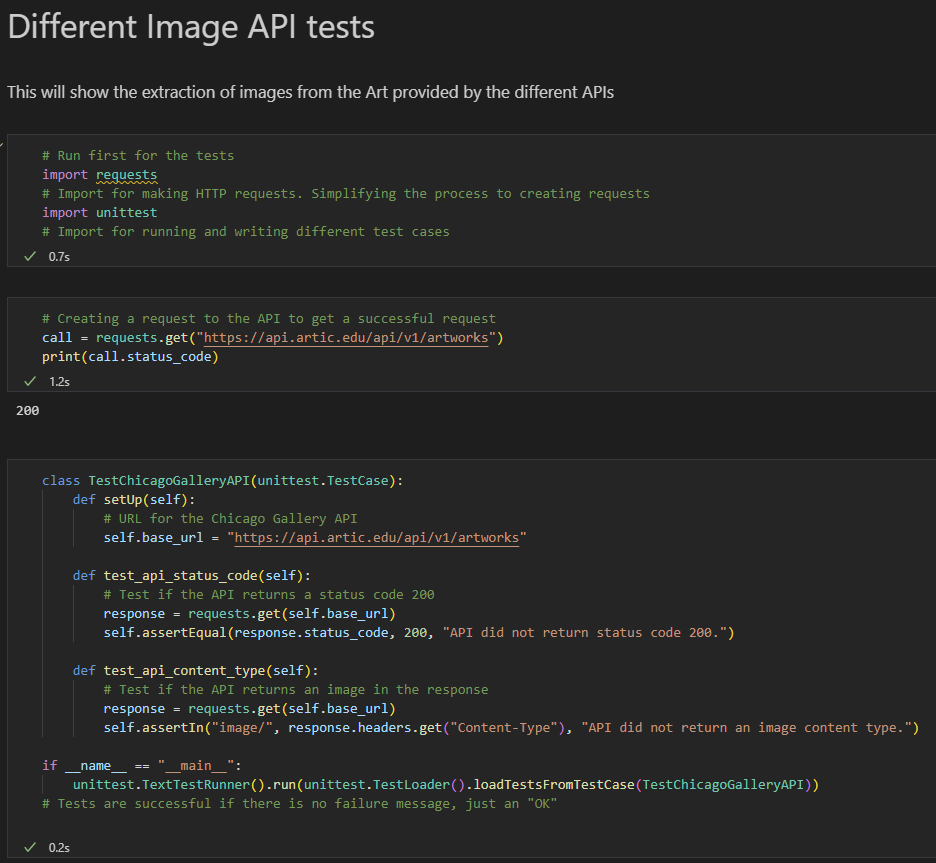 Different Image API tests
This will show the extraction of images from the Art provided by the different APIs
# Run first for the tests
import requests
# Import for making HTTP requests. Simplifying the process to creating requests
import unittest
# Import for running and writing different test cases
0.7s
# Creating a request to the API to get a successful request
call = requests.get("https://api.artic.edu/api/v1/artworks")
print(call.status_code)
1.2s
200
class TestChicagoGalleryAPI(unittest.TestCase):
    def setUp(self):
        # URL for the Chicago Gallery API
        self.base_url = "https://api.artic.edu/api/v1/artworks"
    def test_api_status_code(self):
        # Test if the API returns a status code 200
        response = requests.get(self.base_url)
        self.assertEqual(response.status_code, 200, "API did not return status code 200.")
    def test_api_content_type(self):
        # Test if the API returns an image in the response
        response = requests.get(self.base_url)
        self.assertIn("image/", response.headers.get("Content-Type"), "API did not return an image content type.")
if __name__ == "__main__":
    unittest.TextTestRunner().run(unittest.TestLoader().loadTestsFromTestCase(TestChicagoGalleryAPI))
# Tests are successful if there is no failure message, just an "OK"
0.2s